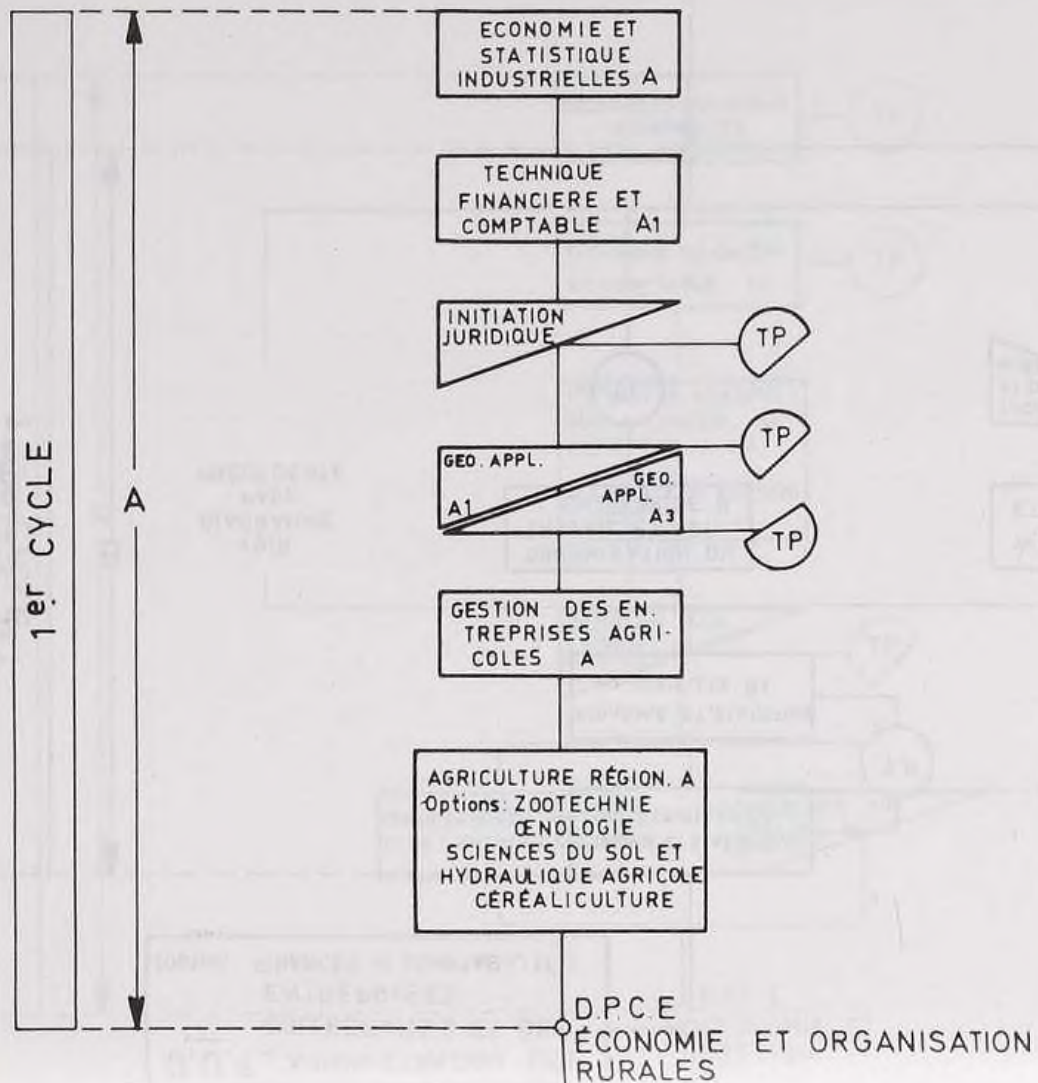 1er CYCLE
A
ECONOMIE ET
STATISTIQUE
INDUSTRIELLES A
TECHNIQUE
FINANCIERE ET
COMPTABLE A1
INITIATION
JURIDIQUE
TP
GEO. APPL.
A1
TP
GEO.
APPL.
A3
TP
GESTION DES EN.
TREPRISES AGRI-
COLES A
AGRICULTURE RÉGION. A
Options: ZOOTECHNIE
ŒNOLOGIE
SCIENCES DU SOL ET
HYDRAULIQUE AGRICOLE
CÉRÉALICULTURE
D.P.C.E
ÉCONOMIE ET ORGANISATION
RURALES